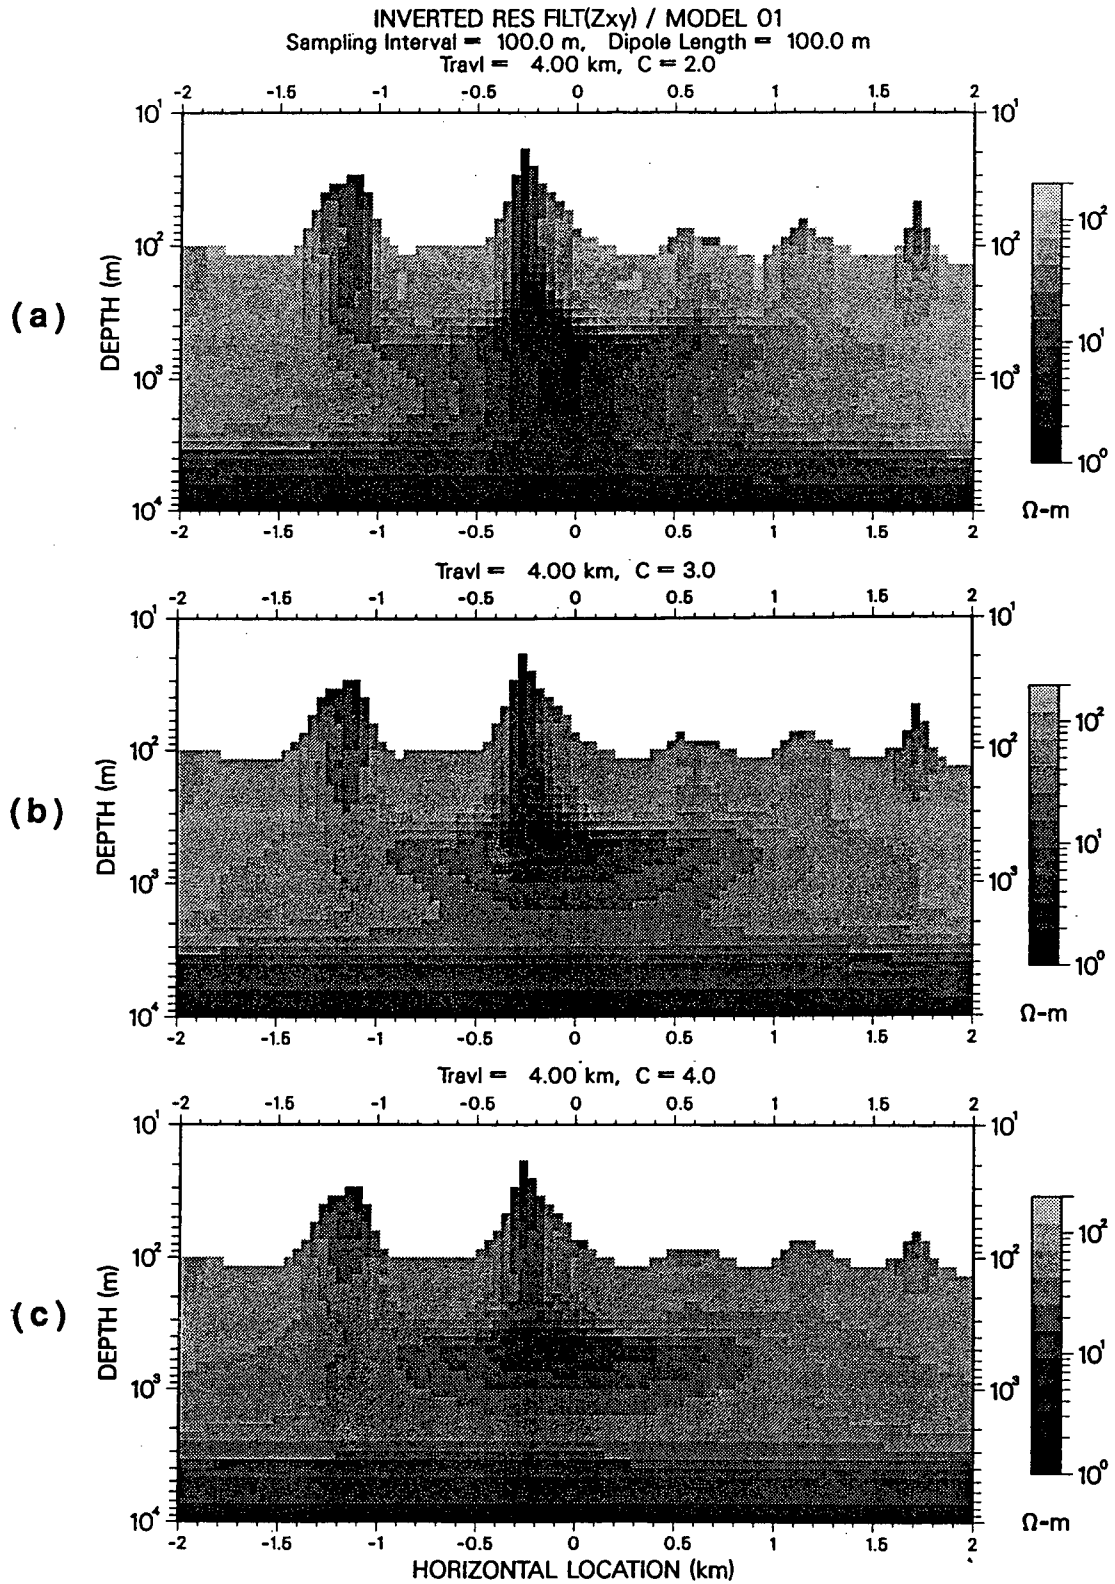 INVERTED RES FILT(Zxy) / MODEL 01
Sampling Interval = 100.0 m, Dipole Length = 100.0 m
Travl = 4.00 km, C = 2.0
-2 -1.5 -1 -0.5 0 0.5 1 1.5 2
(a)
DEPTH (m)
10¹ 10² 10³ 10⁴
10¹ 10² 10³
10² 10¹ 10⁰
Ω-m
-2 -1.5 -1 -0.5 0 0.5 1 1.5 2
Travl = 4.00 km, C = 3.0
-2 -1.5 -1 -0.5 0 0.5 1 1.5 2
(b)
DEPTH (m)
10¹ 10² 10³ 10⁴
10¹ 10² 10³
10² 10¹ 10⁰
Ω-m
-2 -1.5 -1 -0.5 0 0.5 1 1.5 2
Travl = 4.00 km, C = 4.0
-2 -1.5 -1 -0.5 0 0.5 1 1.5 2
(c)
DEPTH (m)
10¹ 10² 10³ 10⁴
10¹ 10² 10³
10² 10¹ 10⁰
Ω-m
-2 -1.5 -1 -0.5 0 0.5 1 1.5 2
HORIZONTAL LOCATION (km)